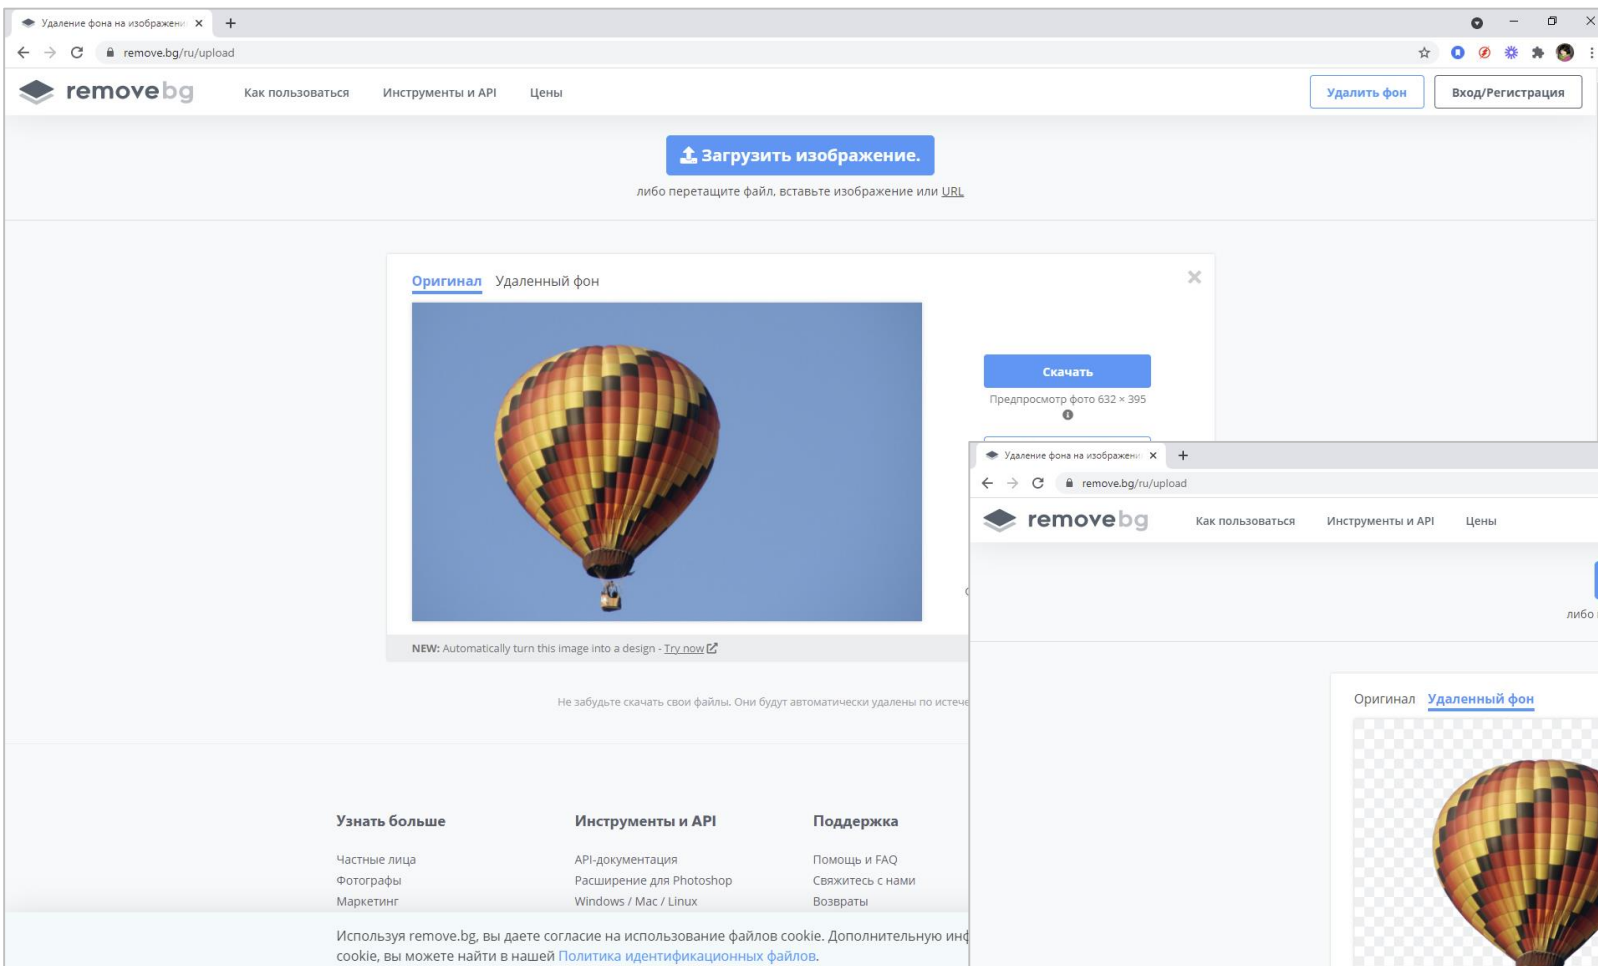 Удаление фона на изображени
remove.bg/ru/upload
removebg
Как пользоваться
Инструменты и API
Цены
Удалить фон
Вход/Регистрация
Загрузить изображение.
либо перетащите файл, вставьте изображение или URL
Оригинал
Удаленный фон
Скачать
Предпросмотр фото 632 × 395
NEW: Automatically turn this image into a design - Try now
Не забудьте скачать свои файлы. Они будут автоматически удалены по истече
Узнать больше
Частные лица
Фотографы
Маркетинг
Инструменты и API
API-документация
Расширение для Photoshop
Windows / Mac / Linux
Поддержка
Помощь и FAQ
Свяжитесь с нами
Возвраты
Используя remove.bg, вы даете согласие на использование файлов cookie. Дополнительную инф
cookie, вы можете найти в нашей Политика идентификационных файлов.
Удаление фона на изображени
remove.bg/ru/upload
removebg
Как пользоваться
Инструменты и API
Цены
либо
Оригинал
Удаленный фон